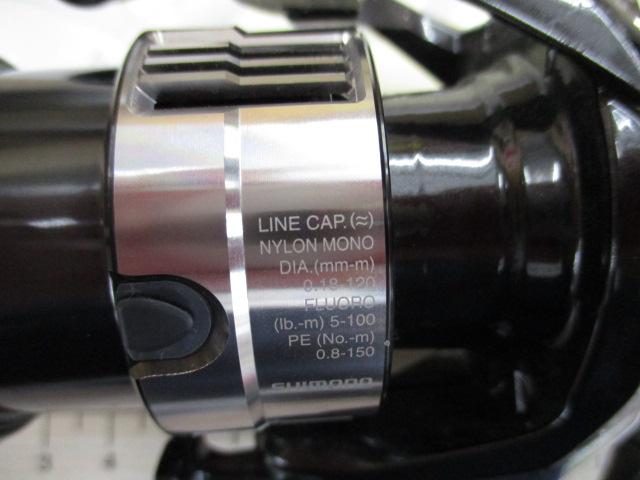 LINE CAP.(≈)
NYLON MONO
DIA.(mm-m)
0.18-120
FLUORO
(lb.-m) 5-100
PE (No.-m)
0.8-150
SHIMANO